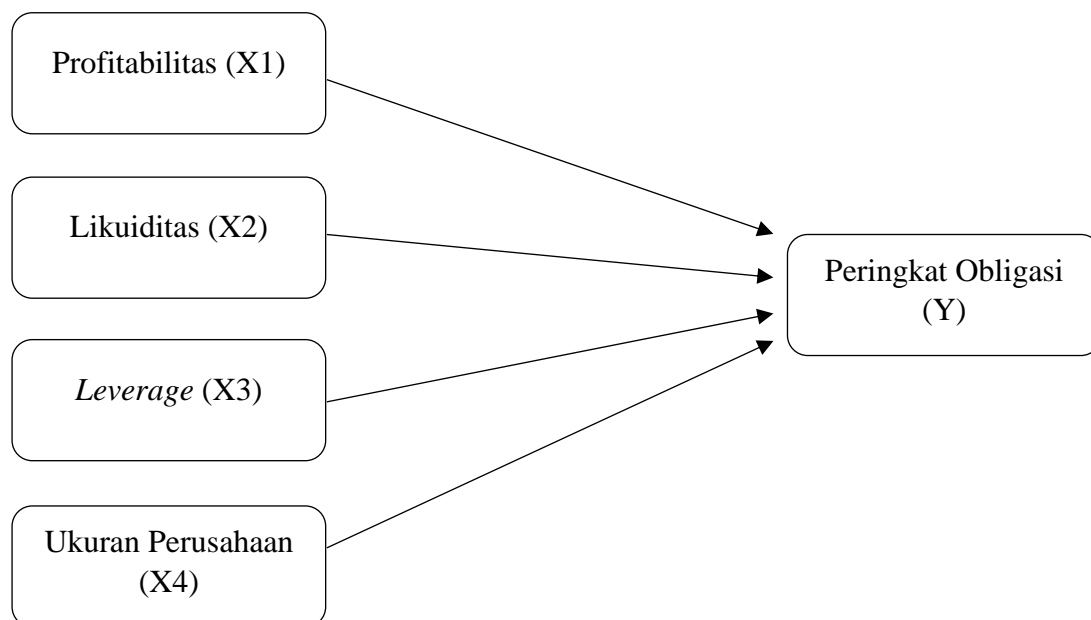 Profitabilitas (X1)
Likuiditas (X2)
Leverage (X3)
Ukuran Perusahaan
(X4)
Peringkat Obligasi
(Y)